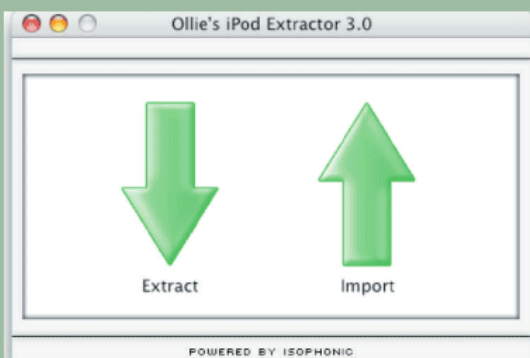 Ollie's iPod Extractor 3.0
Extract Import
POWERED BY ISOPHONIC